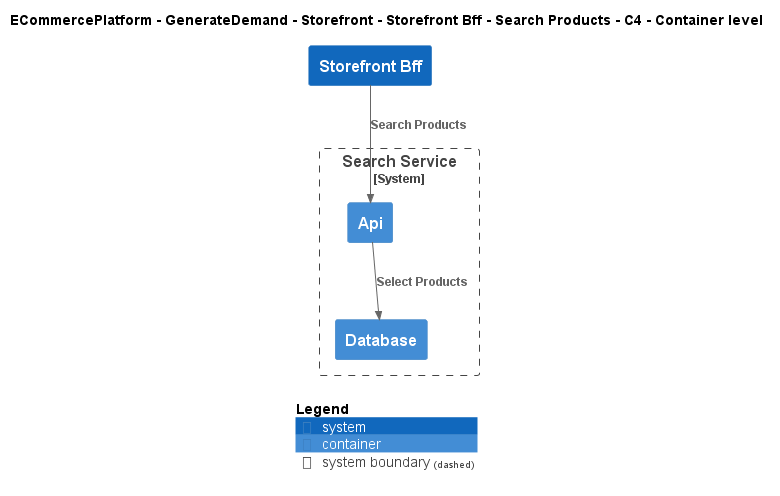 ECommercePlatform - GenerateDemand - Storefront - Storefront Bff - Search Products - C4 - Container level
Storefront Bff
Search Products
Search Service
[System]
Api
Select Products
Database
Legend
system
container
system boundary (dashed)